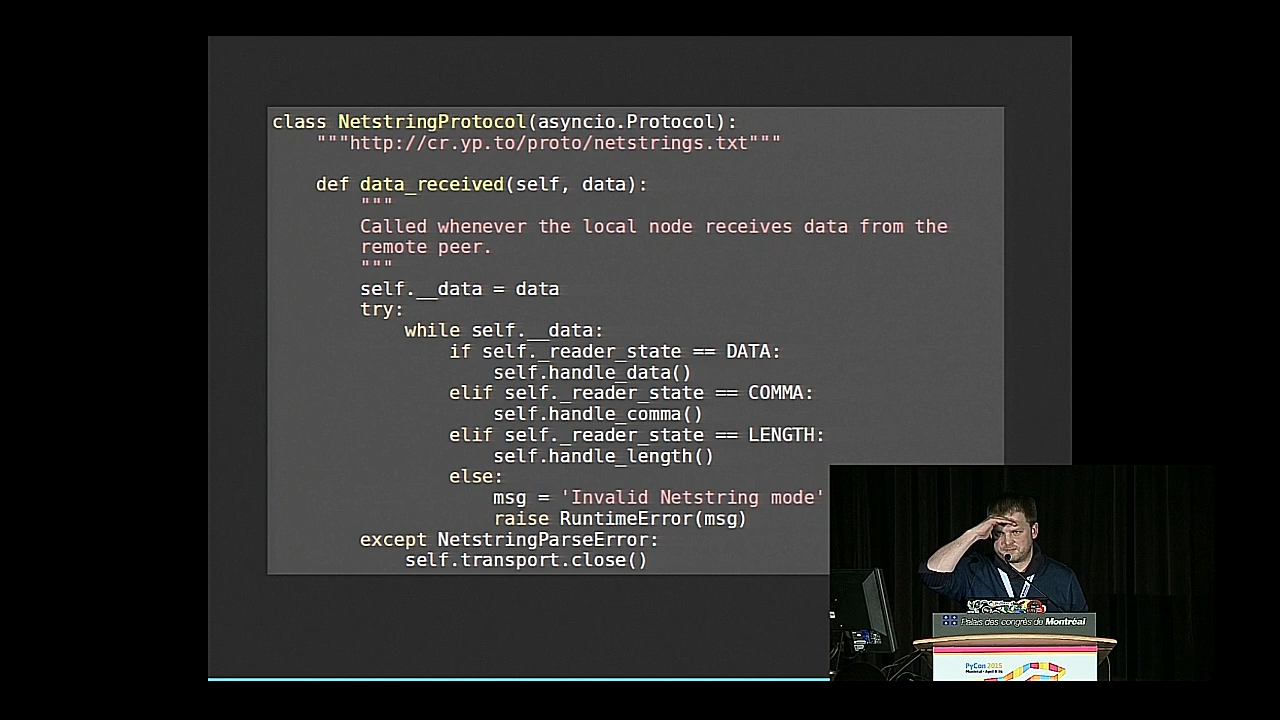 class NetstringProtocol(asyncio.Protocol):
    """http://cr.yp.to/proto/netstrings.txt"""
    def data_received(self, data):
        """
        Called whenever the local node receives data from the
        remote peer.
        """
        self.__data = data
        try:
            while self.__data:
                if self._reader_state == DATA:
                    self.handle_data()
                elif self._reader_state == COMMA:
                    self.handle_comma()
                elif self._reader_state == LENGTH:
                    self.handle_length()
                else:
                    msg = 'Invalid Netstring mode'
                    raise RuntimeError(msg)
        except NetstringParseError:
            self.transport.close()
Palais des congrès de Montréal
PyCon 2015